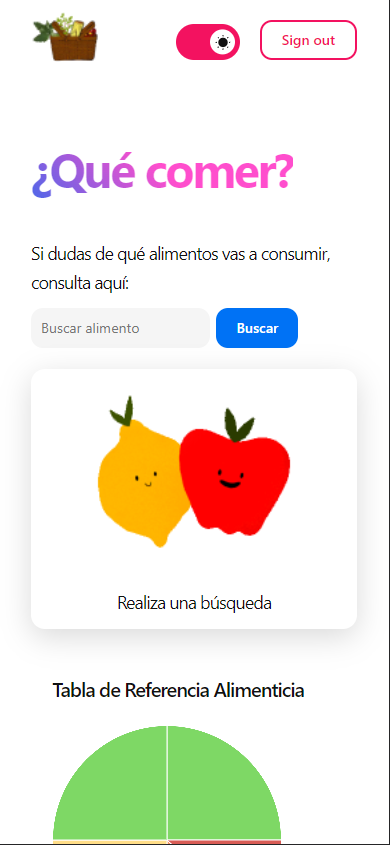 Sign out
¿Qué comer?
Si dudas de qué alimentos vas a consumir,
consulta aquí:
Buscar alimento
Buscar
Realiza una búsqueda
Tabla de Referencia Alimenticia